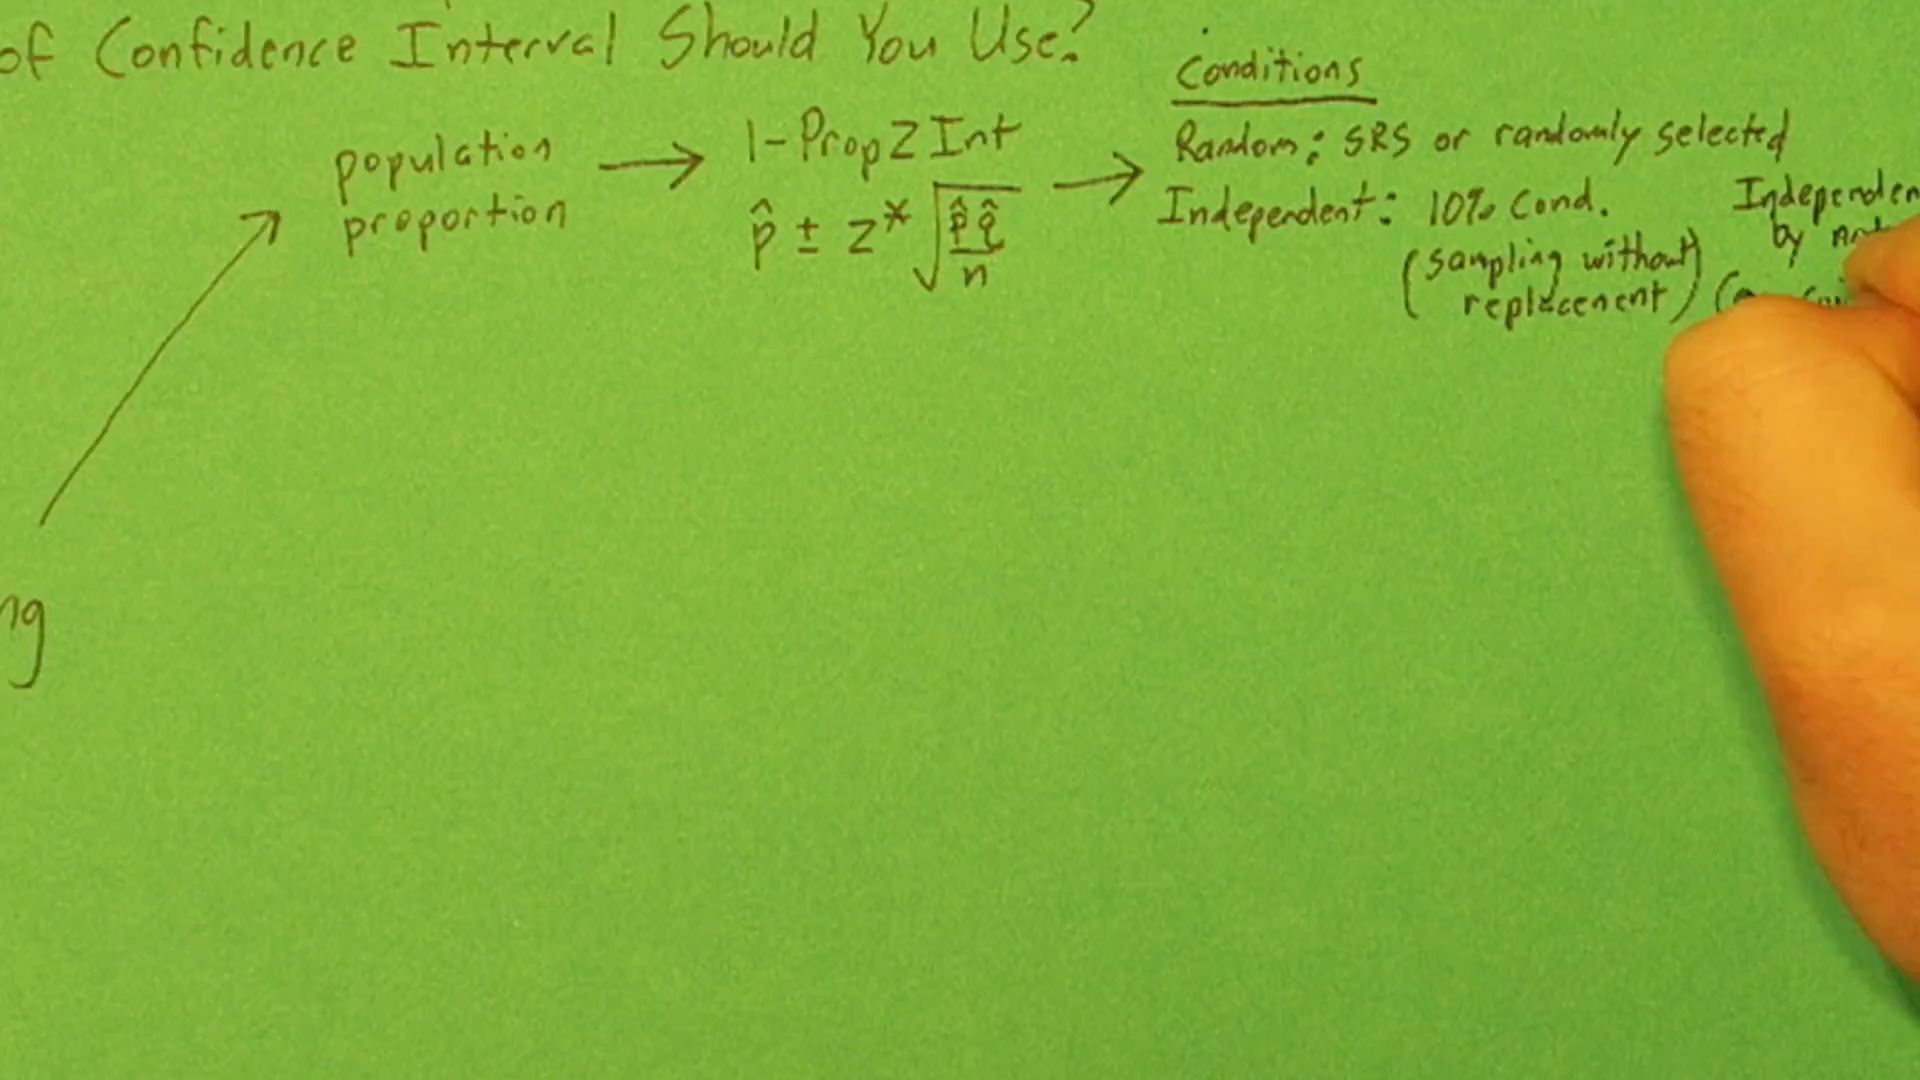 of Confidence Interval Should You Use?
population
proportion
1-PropZInt
p̂ ± z* √(p̂q̂/n)
Conditions
Random: SRS or randomly selected
Independent: 10% Cond.
(sampling without
replacement)
Independen
by
ng